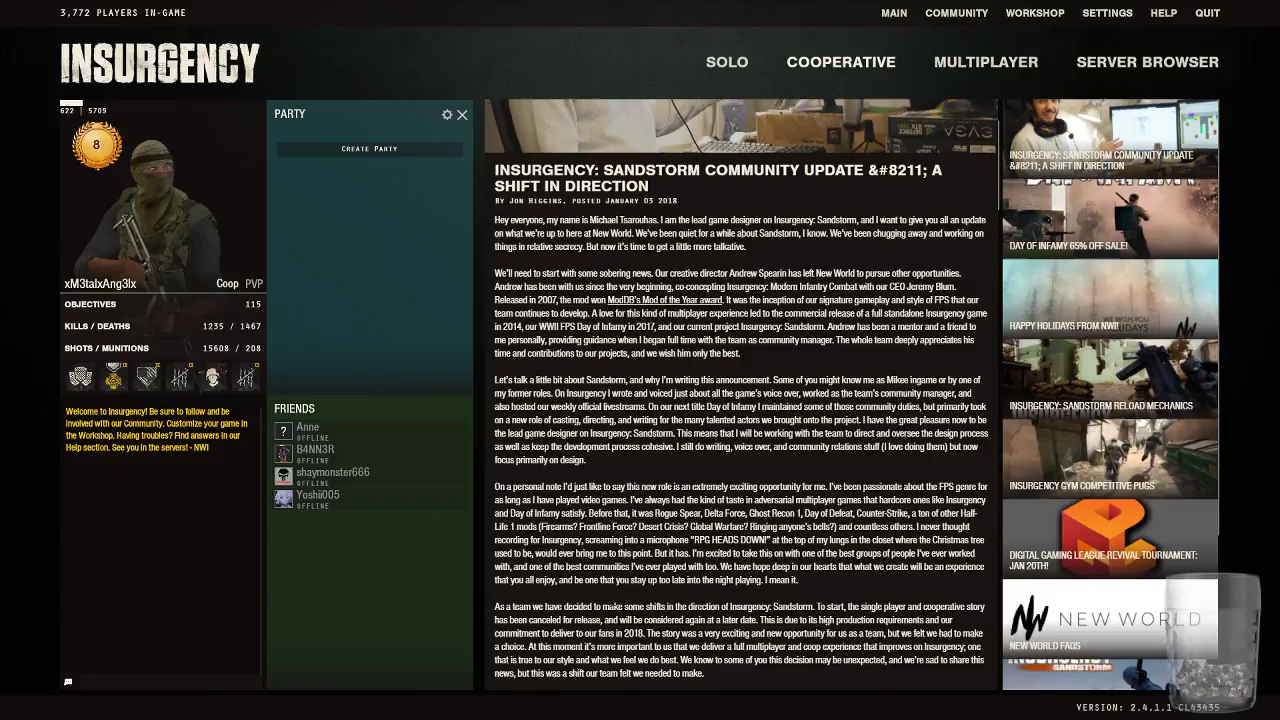 3,772 PLAYERS IN-GAME
MAIN COMMUNITY WORKSHOP SETTINGS HELP QUIT
INSURGENCY
SOLO COOPERATIVE MULTIPLAYER SERVER BROWSER
622 | 5709
8
xM3talxAng3lx Coop PVP
OBJECTIVES 115
KILLS / DEATHS 1235 / 1467
SHOTS / MUNITIONS 15608 / 208
Welcome to Insurgency! Be sure to follow and be
involved with our Community. Customize your game in
the Workshop. Having troubles? Find answers in our
Help section. See you in the servers! - NWI
PARTY
CREATE PARTY
FRIENDS
?
Anne
OFFLINE
B4NN3R
OFFLINE
shaymonster666
OFFLINE
Yoshii005
OFFLINE
EVGA
INSURGENCY: SANDSTORM COMMUNITY UPDATE &#8211; A
SHIFT IN DIRECTION
BY JON HIGGINS, POSTED JANUARY 03 2018
Hey everyone, my name is Michael Tsarouhas. I am the lead game designer on Insurgency: Sandstorm, and I want to give you all an update
on what we're up to here at New World. We've been quiet for a while about Sandstorm, I know. We've been chugging away and working on
things in relative secrecy. But now it's time to get a little more talkative.
We'll need to start with some sobering news. Our creative director Andrew Spearin has left New World to pursue other opportunities.
Andrew has been with us since the very beginning, co-concepting Insurgency: Modern Infantry Combat with our CEO Jeremy Blum.
Released in 2007, the mod won ModDB's Mod of the Year award. It was the inception of our signature gameplay and style of FPS that our
team continues to develop. A love for this kind of multiplayer experience led to the commercial release of a full standalone Insurgency game
in 2014, our WWII FPS Day of Infamy in 2017, and our current project Insurgency: Sandstorm. Andrew has been a mentor and a friend to
me personally, providing guidance when I began full time with the team as community manager. The whole team deeply appreciates his
time and contributions to our projects, and we wish him only the best.
Let's talk a little bit about Sandstorm, and why I'm writing this announcement. Some of you might know me as Mikee ingame or by one of
my former roles. On Insurgency I wrote and voiced just about all the game's voice over, worked as the team's community manager, and
also hosted our weekly official livestreams. On our next title Day of Infamy I maintained some of those community duties, but primarily took
on a new role of casting, directing, and writing for the many talented actors we brought onto the project. I have the great pleasure now to be
the lead game designer on Insurgency: Sandstorm. This means that I will be working with the team to direct and oversee the design process
as well as keep the development process cohesive. I still do writing, voice over, and community relations stuff (I love doing them) but now
focus primarily on design.
On a personal note I'd just like to say this new role is an extremely exciting opportunity for me. I've been passionate about the FPS genre for
as long as I have played video games. I've always had the kind of taste in adversarial multiplayer games that hardcore ones like Insurgency
and Day of Infamy satisfy. Before that, it was Rogue Spear, Delta Force, Ghost Recon 1, Day of Defeat, Counter-Strike, a ton of other Half-
Life 1 mods (Firearms? Frontline Force? Desert Crisis? Global Warfare? Ringing anyone's bells?) and countless others. I never thought
recording for Insurgency, screaming into a microphone "RPG HEADS DOWN!" at the top of my lungs in the closet where the Christmas tree
used to be, would ever bring me to this point. But it has. I'm excited to take this on with one of the best groups of people I've ever worked
with, and one of the best communities I've ever played with too. We have hope deep in our hearts that what we create will be an experience
that you all enjoy, and be one that you stay up too late into the night playing. I mean it.
As a team we have decided to make some shifts in the direction of Insurgency: Sandstorm. To start, the single player and cooperative story
has been canceled for release, and will be considered again at a later date. This is due to its high production requirements and our
commitment to deliver to our fans in 2018. The story was a very exciting and new opportunity for us as a team, but we felt we had to make
a choice. At this moment it's more important to us that we deliver a full multiplayer and coop experience that improves on Insurgency; one
that is true to our style and what we feel we do best. We know to some of you this decision may be unexpected, and we're sad to share this
news, but this was a shift our team felt we needed to make.
INSURGENCY: SANDSTORM COMMUNITY UPDATE
&#8211; A SHIFT IN DIRECTION
DAY OF INFAMY 65% OFF SALE!
WE WISH YOU
HOLIDAYS
HAPPY HOLIDAYS FROM NWI!
INSURGENCY: SANDSTORM RELOAD MECHANICS
INSURGENCY GYM COMPETITIVE PUGS
DIGITAL GAMING LEAGUE REVIVAL TOURNAMENT:
JAN 20TH!
NEW WORLD
NEW WORLD FAQS
SANDSTORM
VERSION: 2.4.1.1 CL43435